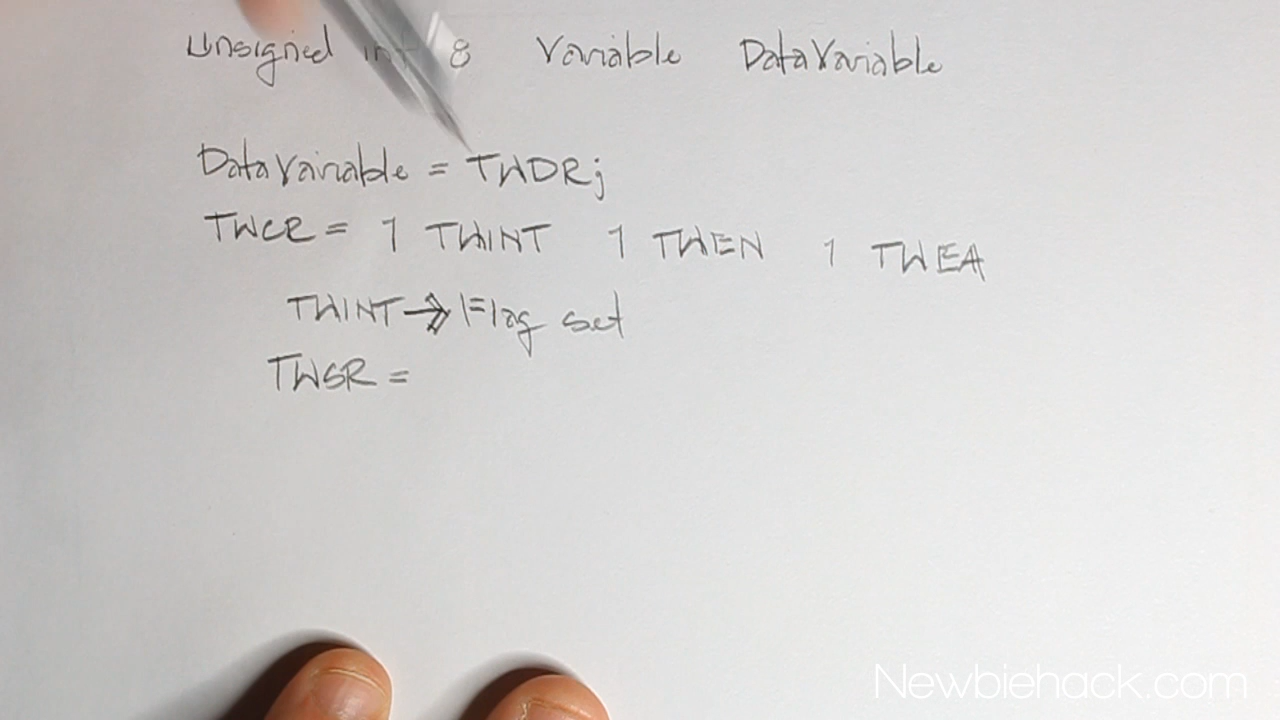 Unsigned int 8 Variable DataVariable
DataVariable = TWDR;
TWCR = 1 TWINT 1 TWEN 1 TWEA
TWINT → Flag set
TWSR =
Newbiehack.com